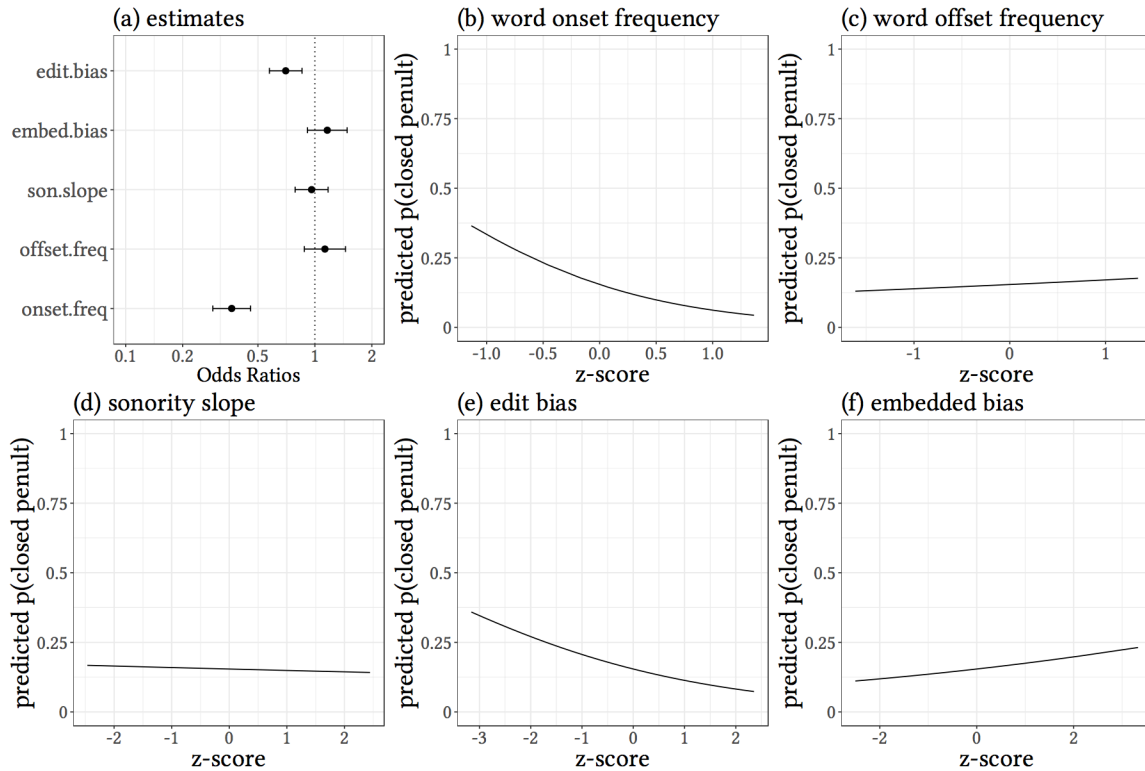 (a) estimates
edit.bias
embed.bias
son.slope
offset.freq
onset.freq
0.1 0.2 0.5 1 2
Odds Ratios
(b) word onset frequency
predicted p(closed penult)
1
0.75
0.5
0.25
0
-1.0 -0.5 0.0 0.5 1.0
z-score
(c) word offset frequency
predicted p(closed penult)
1
0.75
0.5
0.25
0
-1 0 1
z-score
(d) sonority slope
predicted p(closed penult)
1
0.75
0.5
0.25
0
-2 -1 0 1 2
z-score
(e) edit bias
predicted p(closed penult)
1
0.75
0.5
0.25
0
-3 -2 -1 0 1 2
z-score
(f) embedded bias
predicted p(closed penult)
1
0.75
0.5
0.25
0
-2 0 2
z-score